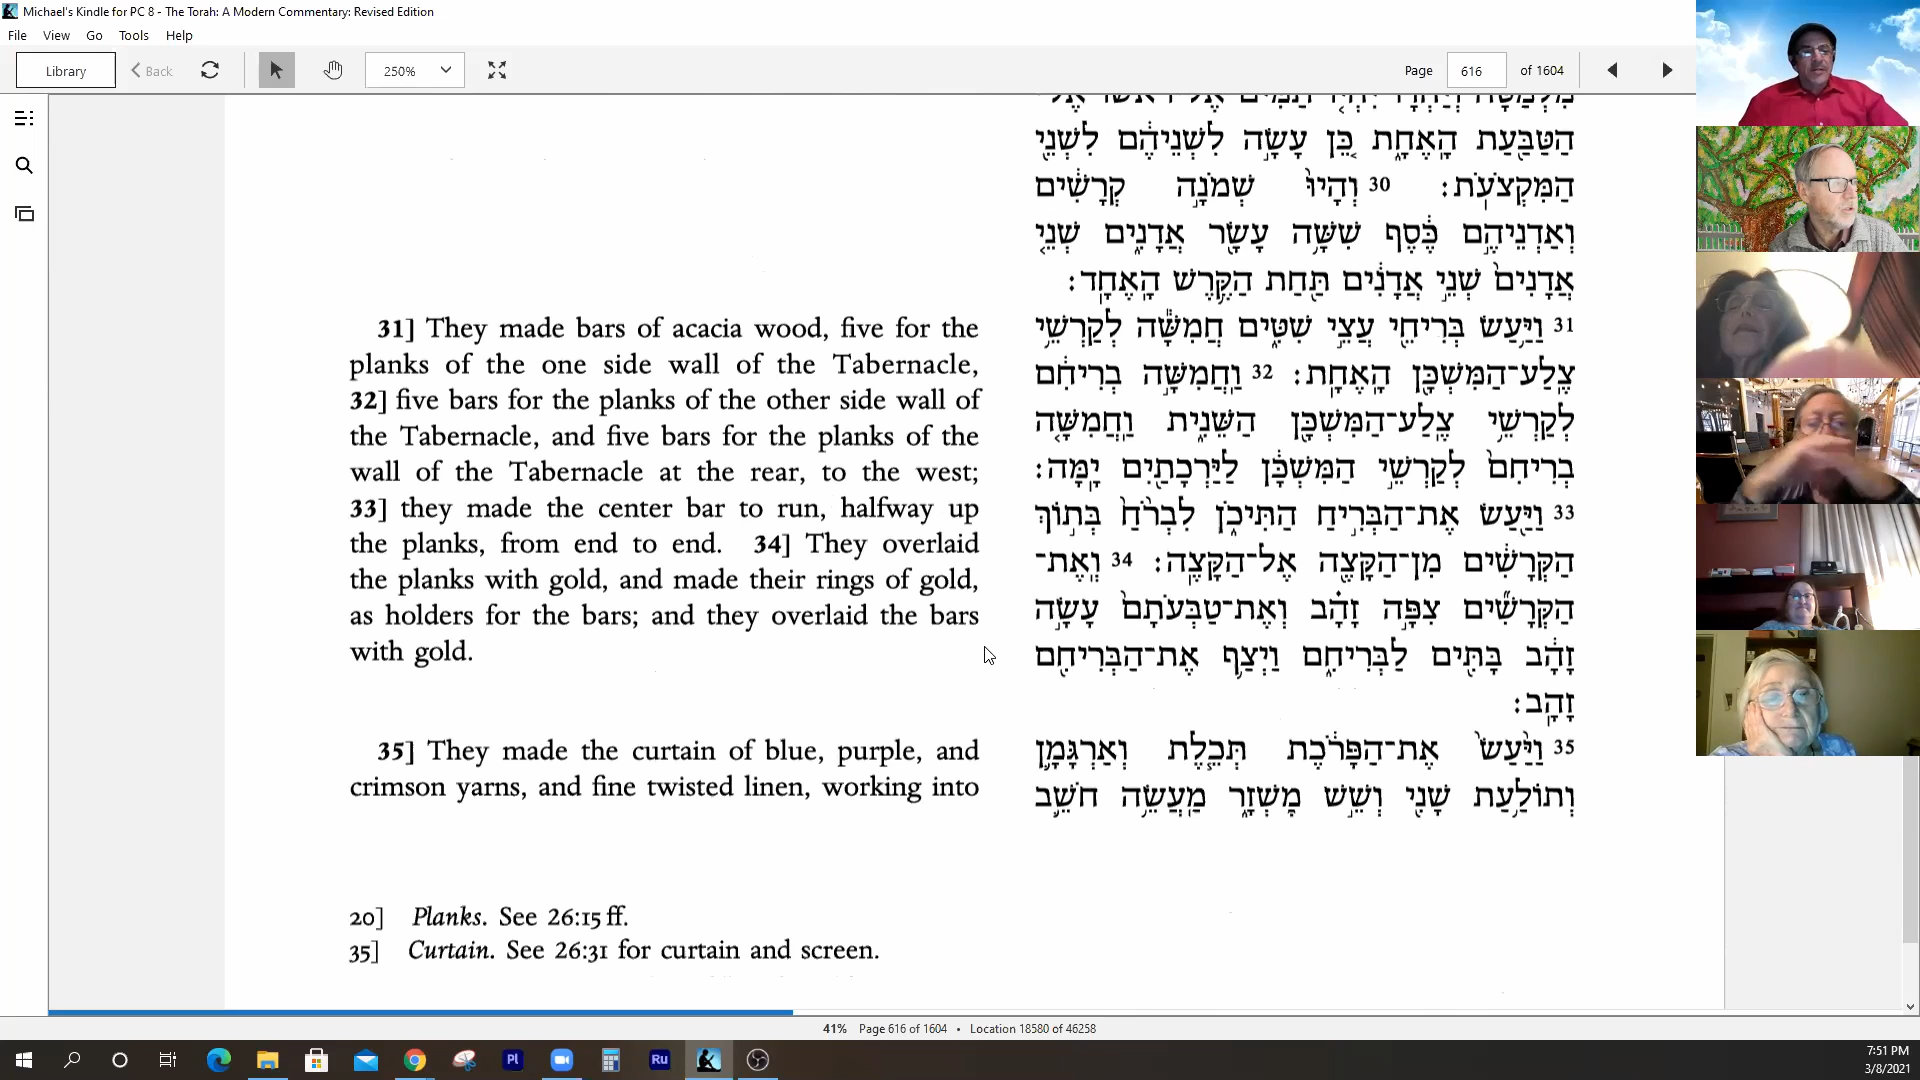 Michael's Kindle for PC 8 - The Torah: A Modern Commentary: Revised Edition
File View Go Tools Help
Library Back 250% Page 616 of 1604
31] They made bars of acacia wood, five for the
planks of the one side wall of the Tabernacle,
32] five bars for the planks of the other side wall of
the Tabernacle, and five bars for the planks of the
wall of the Tabernacle at the rear, to the west;
33] they made the center bar to run, halfway up
the planks, from end to end. 34] They overlaid
the planks with gold, and made their rings of gold,
as holders for the bars; and they overlaid the bars
with gold.
35] They made the curtain of blue, purple, and
crimson yarns, and fine twisted linen, working into
הַטַּבַּ֖עַת הָאֶחָ֑ת כֵּ֚ן עָשָׂ֣ה לִשְׁנֵיהֶ֔ם לִשְׁנֵ֖י
הַמִּקְצֹעֹֽת׃ 30 וְהָיוּ֙ שְׁמֹנָ֣ה קְרָשִׁ֔ים
וְאַדְנֵיהֶ֣ם כֶּ֔סֶף שִׁשָּׁ֥ה עָשָׂ֖ר אֲדָנִ֑ים שְׁנֵ֤י
אֲדָנִים֙ שְׁנֵ֣י אֲדָנִ֔ים תַּ֖חַת הַקֶּ֥רֶשׁ הָאֶחָֽד׃
31 וַיַּ֥עַשׂ בְּרִיחֵ֖י עֲצֵ֣י שִׁטִּ֑ים חֲמִשָּׁ֕ה לְקַרְשֵׁ֥י
צֶֽלַע־הַמִּשְׁכָּ֖ן הָאֶחָֽת׃ 32 וַחֲמִשָּׁ֣ה בְרִיחִ֔ם
לְקַרְשֵׁ֥י צֶֽלַע־הַמִּשְׁכָּ֖ן הַשֵּׁנִ֑ית וַחֲמִשָּׁ֤ה
בְרִיחִם֙ לְקַרְשֵׁ֣י הַמִּשְׁכָּ֔ן לַיַּרְכָתַ֖יִם יָֽמָּה׃
33 וַיַּ֖עַשׂ אֶת־הַבְּרִ֣יחַ הַתִּיכֹ֑ן לִבְרֹ֙חַ֙ בְּת֣וֹךְ
הַקְּרָשִׁ֔ים מִן־הַקָּצֶ֖ה אֶל־הַקָּצֶֽה׃ 34 וְֽאֶת־
הַקְּרָשִׁ֞ים צִפָּ֣ה זָהָ֗ב וְאֶת־טַבְּעֹתָם֙ עָשָׂ֣ה
זָהָ֔ב בָּתִּ֖ים לַבְּרִיחִ֑ם וַיְצַ֥ף אֶת־הַבְּרִיחִ֖ם
זָהָֽב׃
35 וַיַּ֙עַשׂ֙ אֶת־הַפָּרֹ֔כֶת תְּכֵ֧לֶת וְאַרְגָּמָ֛ן
וְתוֹלַ֥עַת שָׁנִ֖י וְשֵׁ֣שׁ מׇשְׁזָ֑ר מַעֲשֵׂ֥ה חֹשֵׁ֛ב
20] Planks. See 26:15 ff.
35] Curtain. See 26:31 for curtain and screen.
41% Page 616 of 1604 • Location 18580 of 46258
Pl Ru
7:51 PM
3/8/2021